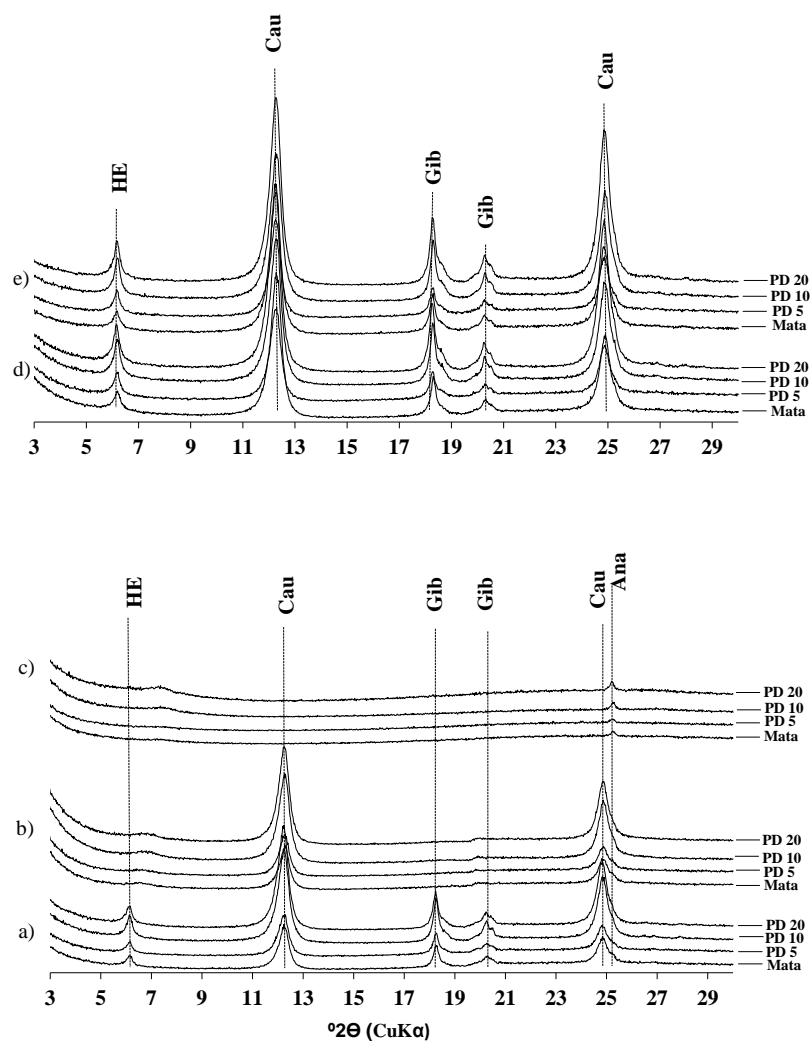 Cau
Cau
HE
Gib
Gib
e)
PD 20
PD 10
PD 5
Mata
d)
PD 20
PD 10
PD 5
Mata
3 5 7 9 11 13 15 17 19 21 23 25 27 29
HE
Cau
Gib
Gib
Cau
Ana
c)
PD 20
PD 10
PD 5
Mata
b)
PD 20
PD 10
PD 5
Mata
a)
PD 20
PD 10
PD 5
Mata
3 5 7 9 11 13 15 17 19 21 23 25 27 29
º2Ɵ (CuKα)